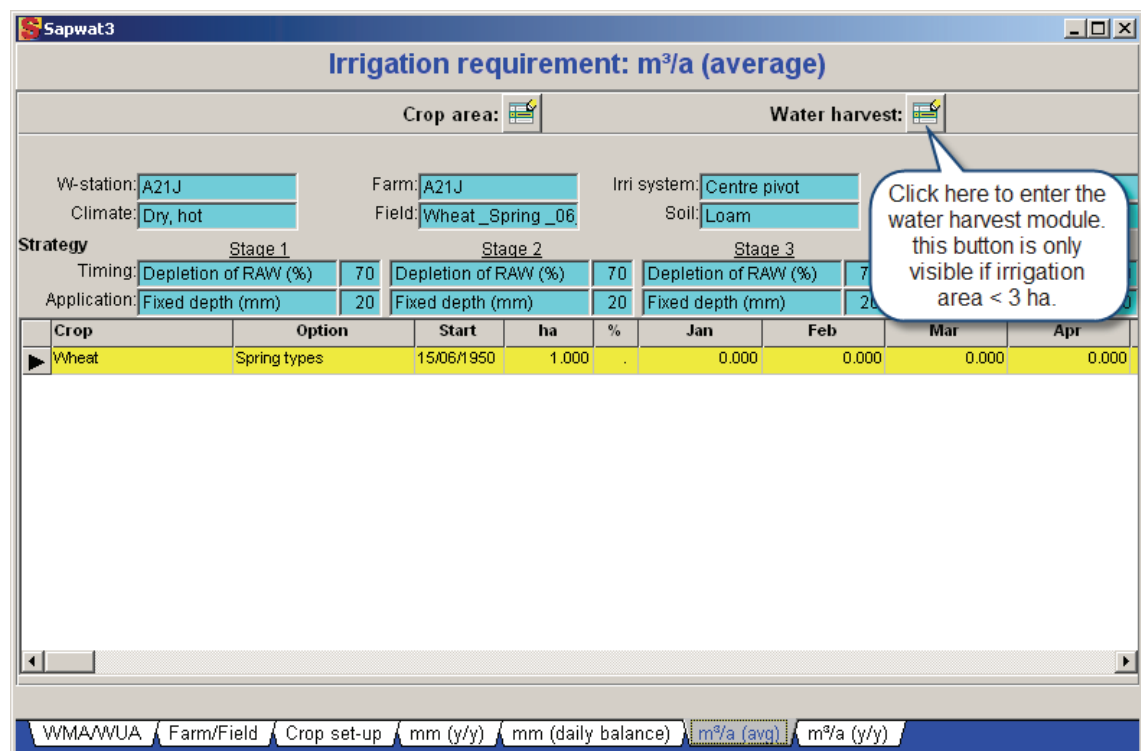 Sapwat3
Irrigation requirement: m³/a (average)
Crop area: Water harvest:
W-station: A21J Farm: A21J Irri system: Centre pivot
Climate: Dry, hot Field: Wheat _Spring _06 Soil: Loam
Click here to enter the
water harvest module.
this button is only
visible if irrigation
area < 3 ha.
Strategy Stage 1 Stage 2 Stage 3
Timing: Depletion of RAW (%) 70 Depletion of RAW (%) 70 Depletion of RAW (%) 7
Application: Fixed depth (mm) 20 Fixed depth (mm) 20 Fixed depth (mm) 20 0
Crop Option Start ha % Jan Feb Mar Apr
Wheat Spring types 15/06/1950 1.000 . 0.000 0.000 0.000 0.000
WMA/WUA Farm/Field Crop set-up mm (y/y) mm (daily balance) m³/a (avg) m³/a (y/y)